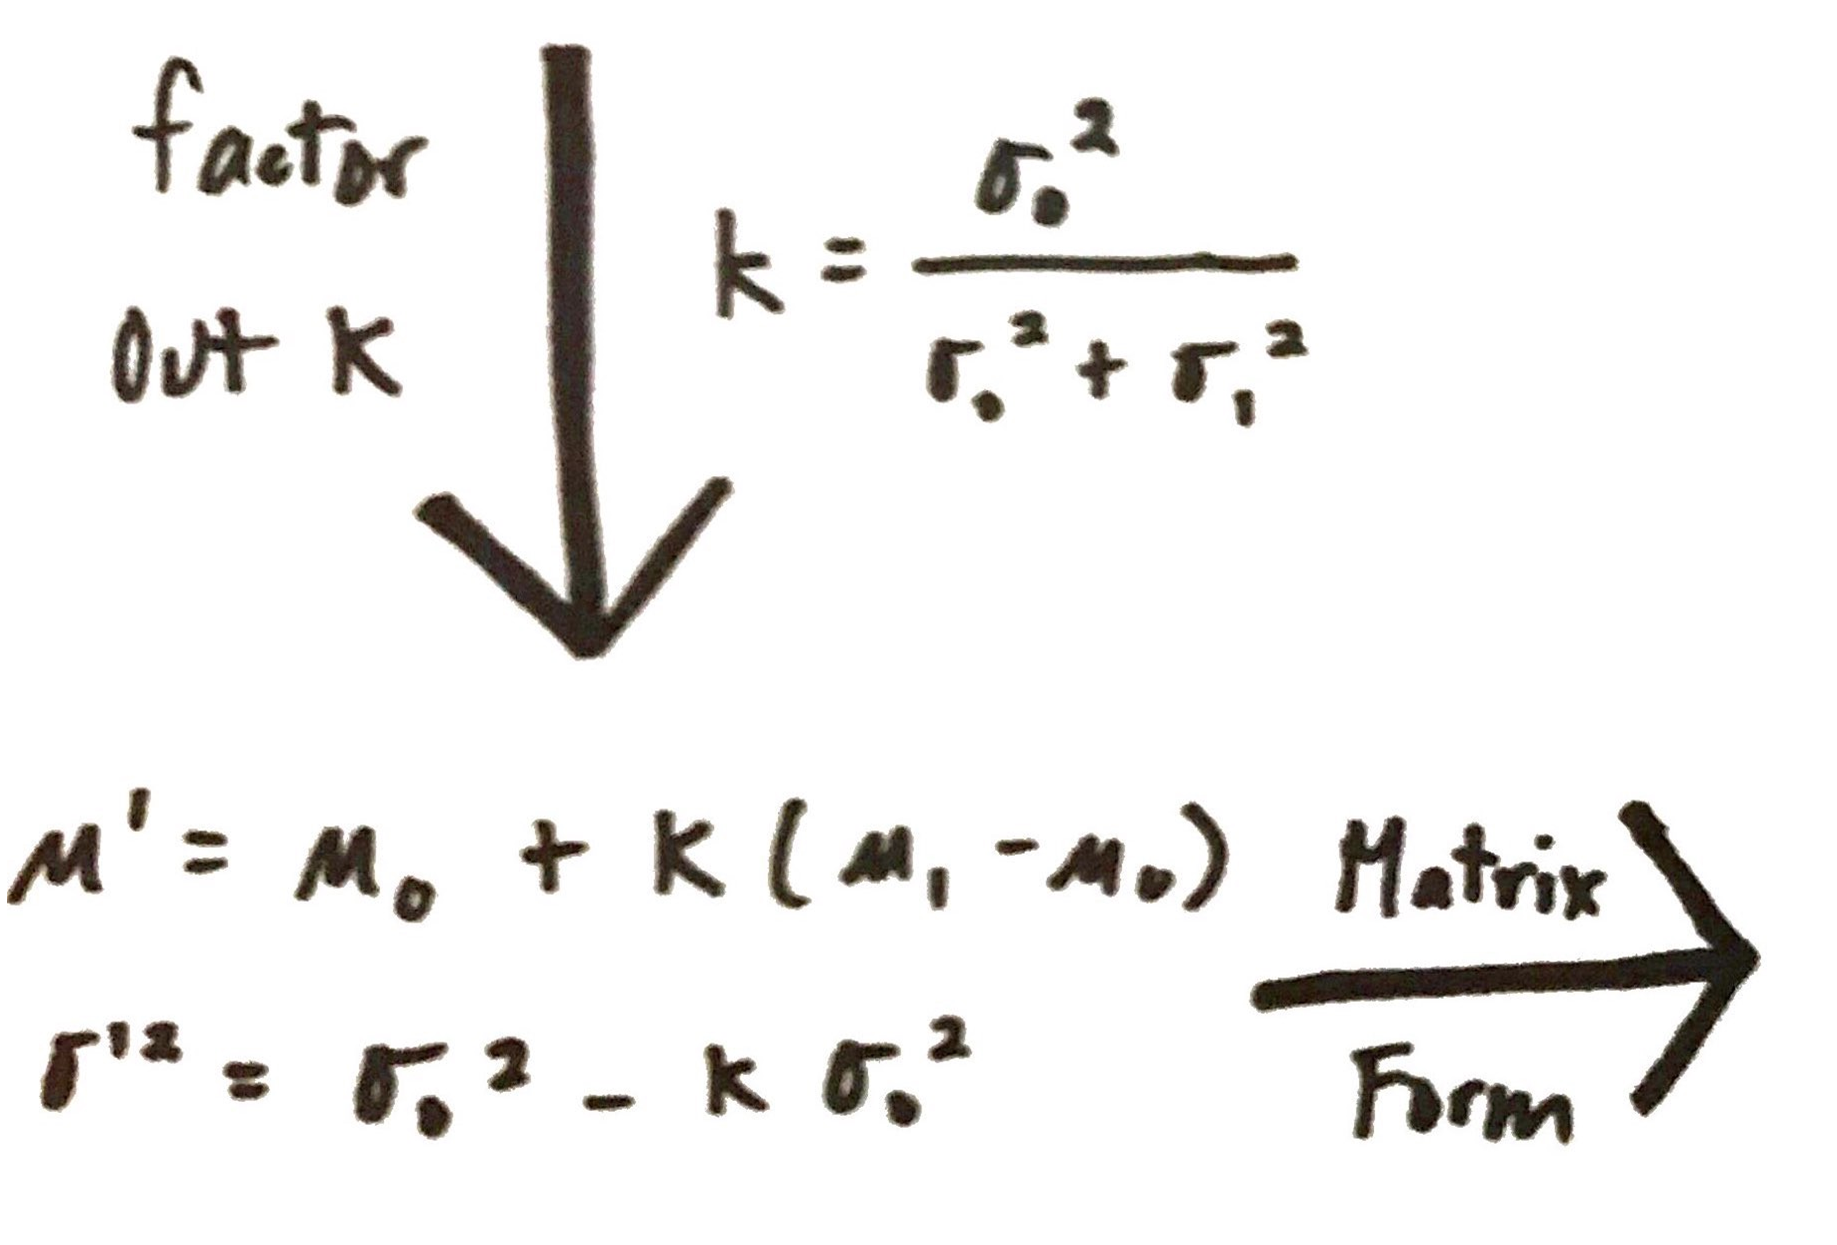 factor
out K
k = σ₀² / (σ₀² + σ₁²)
μ' = μ₀ + K (μ₁ - μ₀)
σ'² = σ₀² - K σ₀²
Matrix
Form